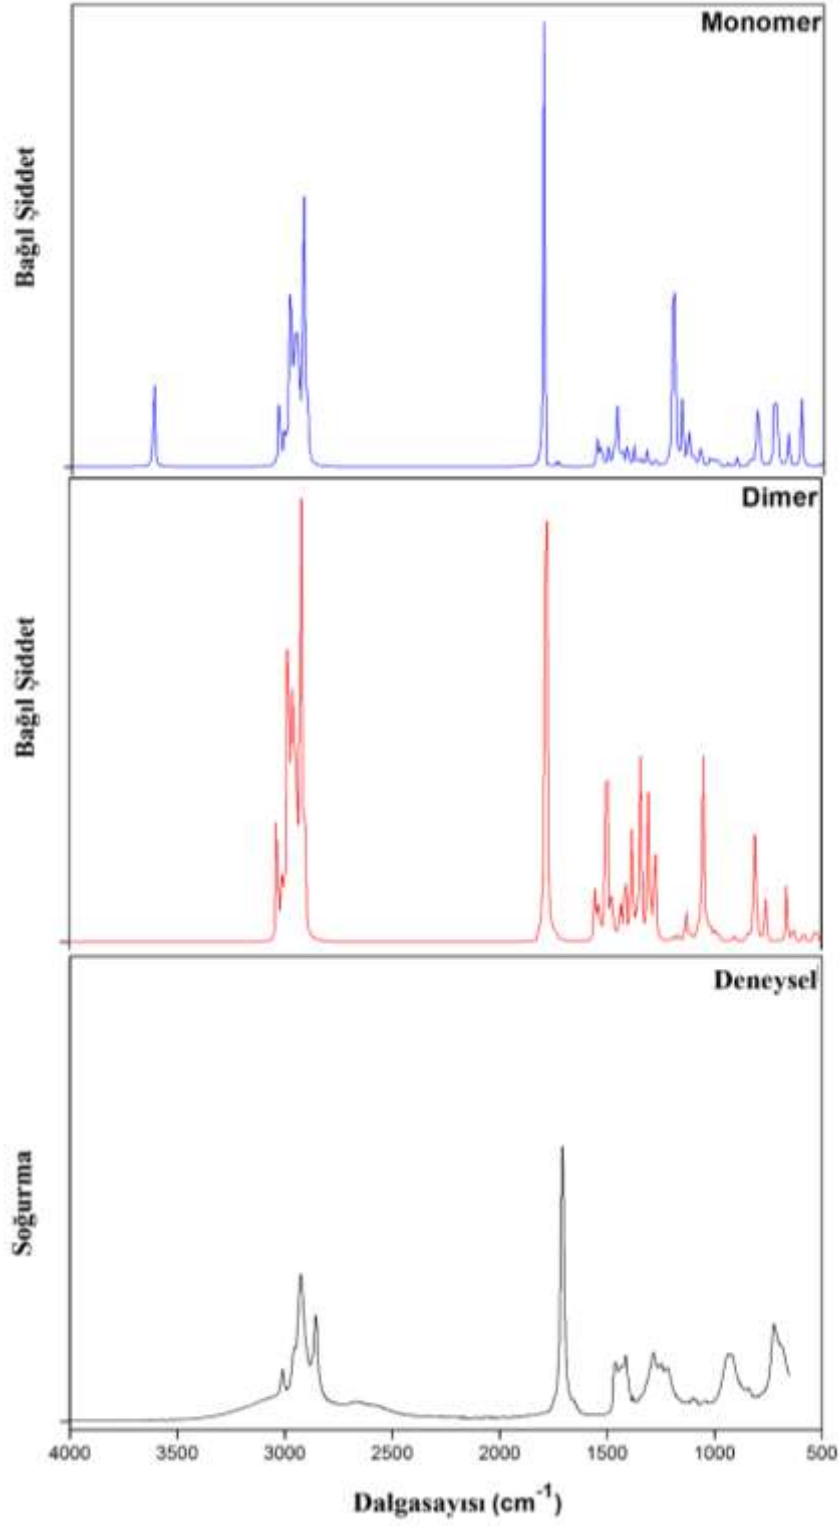 Monomer
Bağıl Şiddet
Dimer
Bağıl Şiddet
Deneysel
Soğurma
4000 3500 3000 2500 2000 1500 1000 500
Dalgasayısı (cm⁻¹)